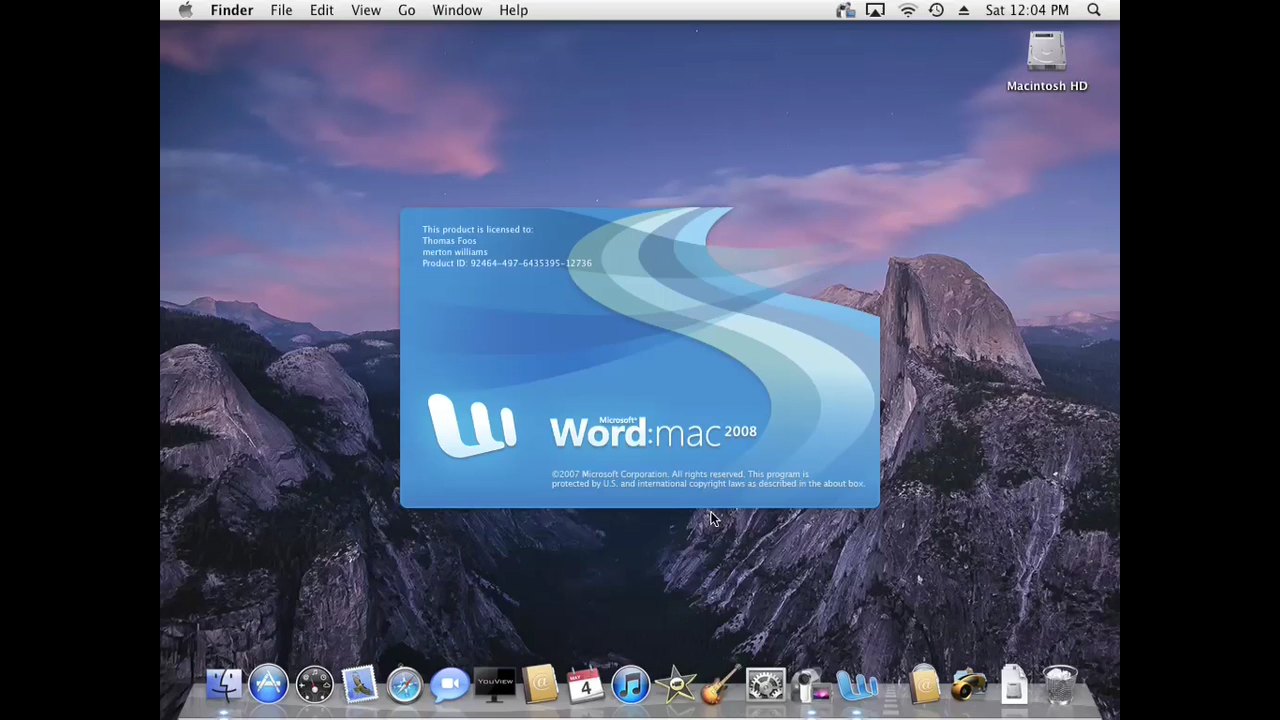 Finder File Edit View Go Window Help Sat 12:04 PM
Macintosh HD
This product is licensed to:
Thomas Foos
merton williams
Product ID: 92464-497-6435395-12736
Microsoft®
Word:mac 2008
©2007 Microsoft Corporation. All rights reserved. This program is
protected by U.S. and international copyright laws as described in the about box.
YOUVIEW
MAY
4